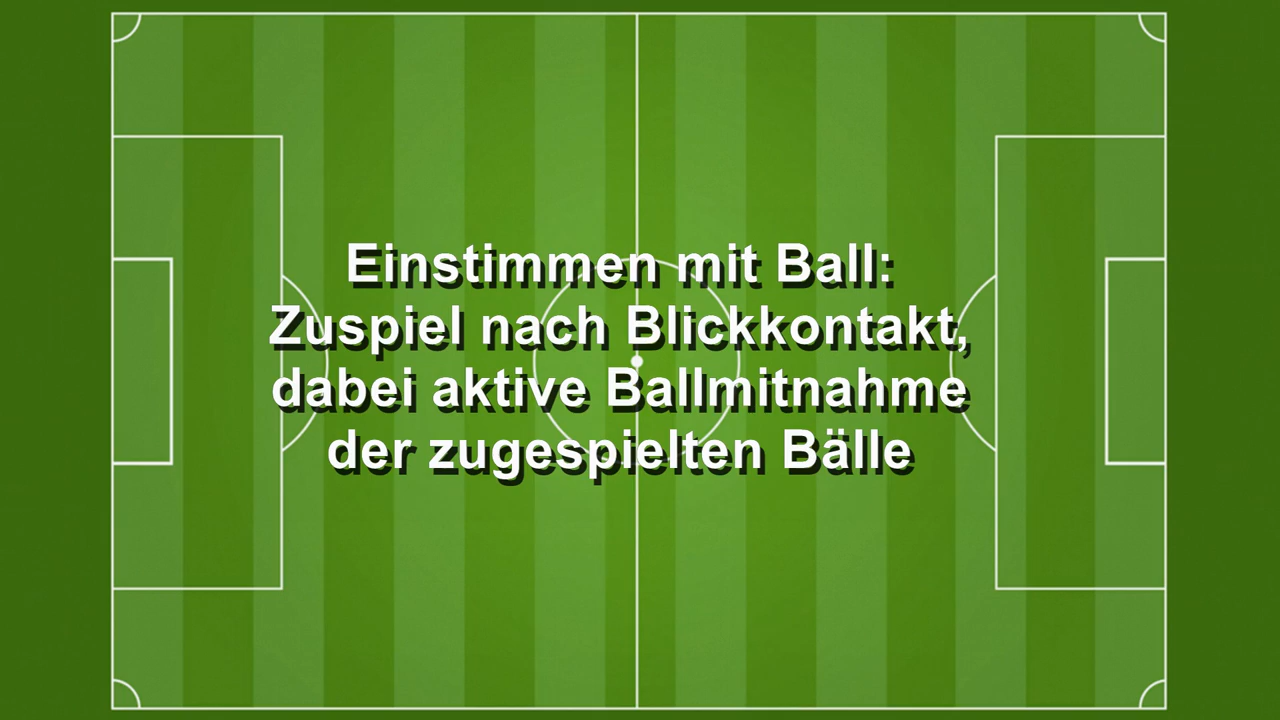 Einstimmen mit Ball:
Zuspiel nach Blickkontakt,
dabei aktive Ballmitnahme
der zugespielten Bälle